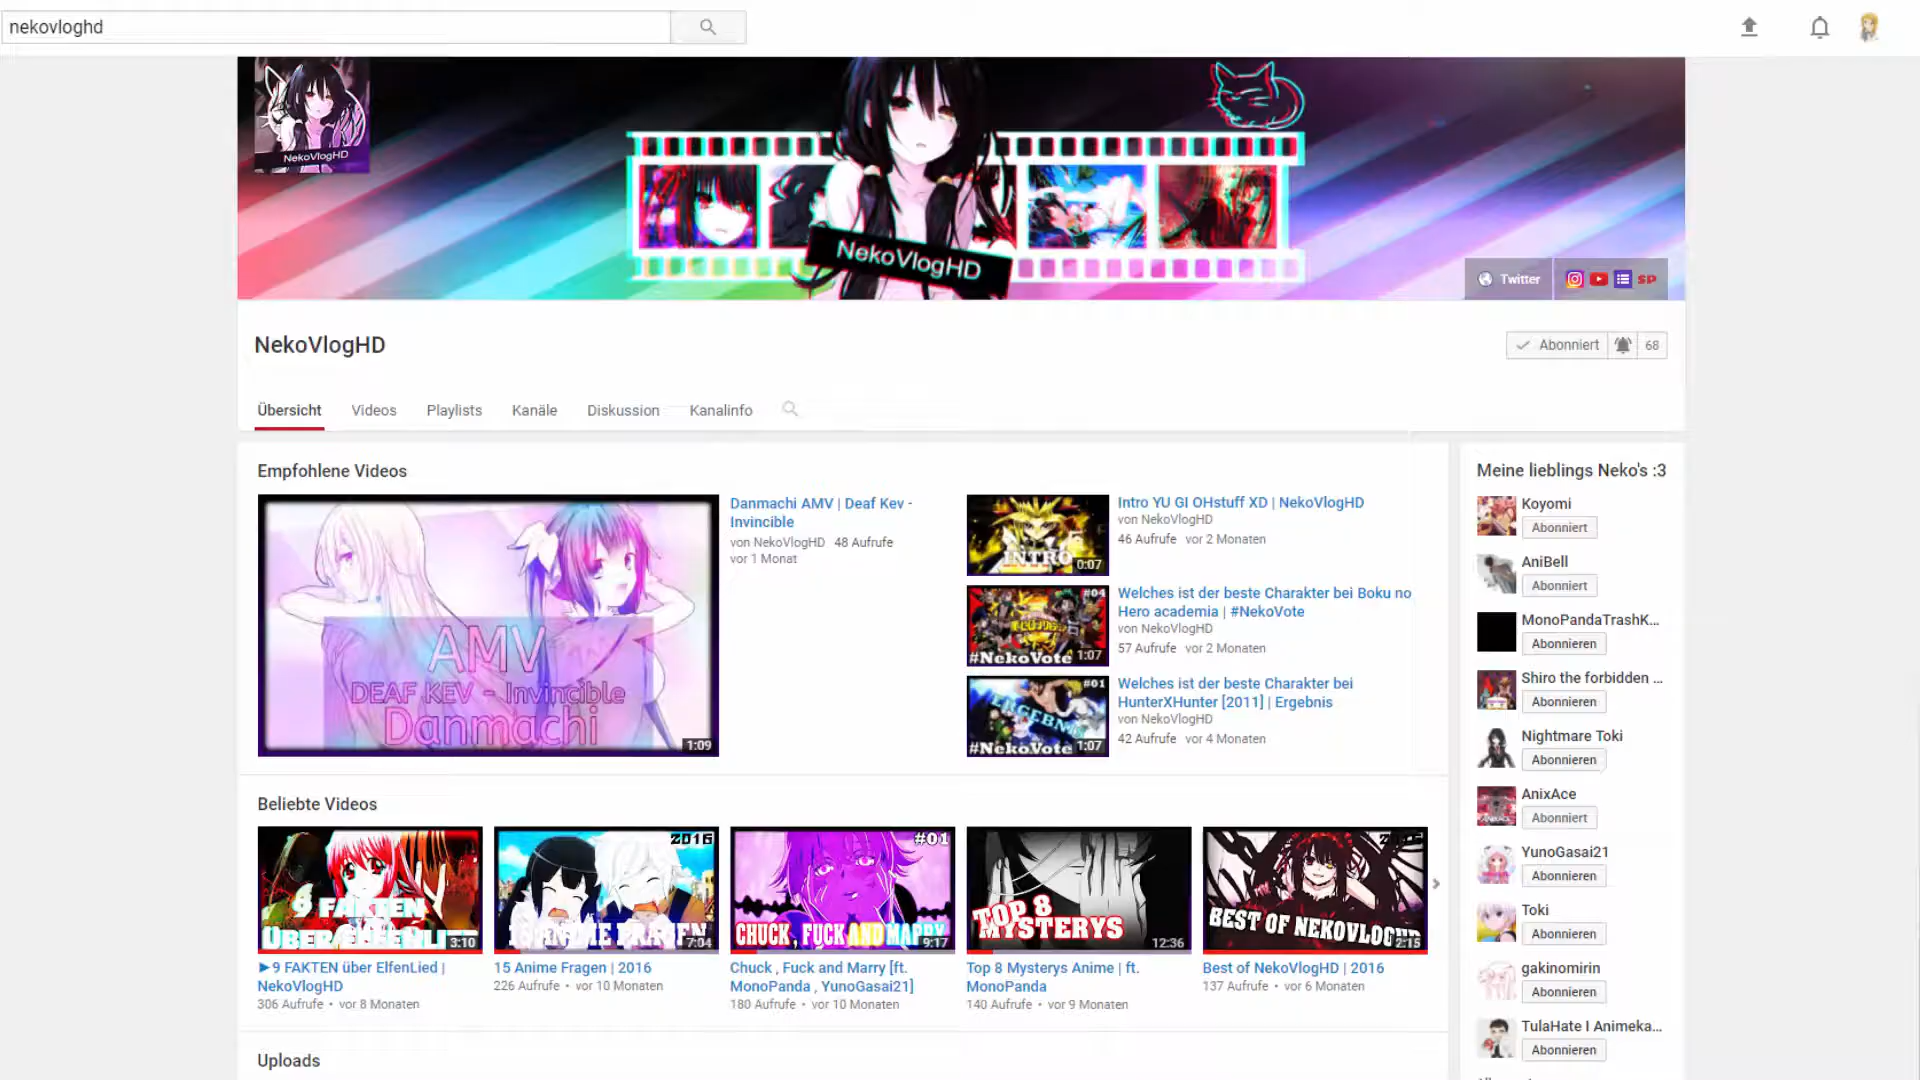 nekovloghd
NekoVlogHD
NekoVlogHD
Twitter
SP
NekoVlogHD
Abonniert
68
Übersicht
Videos
Playlists
Kanäle
Diskussion
Kanalinfo
Empfohlene Videos
AMV
DEAF KEV - Invincible
Danmachi
1:09
Danmachi AMV | Deaf Kev -
Invincible
von NekoVlogHD 48 Aufrufe
vor 1 Monat
INTRO
0:07
Intro YU GI OHstuff XD | NekoVlogHD
von NekoVlogHD
46 Aufrufe vor 2 Monaten
#04
#NekoVote
1:07
Welches ist der beste Charakter bei Boku no
Hero academia | #NekoVote
von NekoVlogHD
57 Aufrufe vor 2 Monaten
#01
ERGEBNIS
#NekoVote
1:07
Welches ist der beste Charakter bei
HunterXHunter [2011] | Ergebnis
von NekoVlogHD
42 Aufrufe vor 4 Monaten
Beliebte Videos
9 FAKTEN
ÜBER ELFENLIED
3:10
►9 FAKTEN über ElfenLied |
NekoVlogHD
306 Aufrufe • vor 8 Monaten
2016
15 ANIME FRAGEN
7:04
15 Anime Fragen | 2016
226 Aufrufe • vor 10 Monaten
#01
CHUCK, FUCK AND MARRY
9:17
Chuck , Fuck and Marry [ft.
MonoPanda , YunoGasai21]
180 Aufrufe • vor 10 Monaten
TOP 8
MYSTERYS
12:36
Top 8 Mysterys Anime | ft.
MonoPanda
140 Aufrufe • vor 9 Monaten
BEST OF NEKOVLOGHD
2:15
Best of NekoVlogHD | 2016
137 Aufrufe • vor 6 Monaten
Uploads
Meine lieblings Neko's :3
Koyomi
Abonniert
AniBell
Abonniert
MonoPandaTrashK...
Abonnieren
Shiro the forbidden ...
Abonnieren
Nightmare Toki
Abonnieren
AnixAce
Abonniert
YunoGasai21
Abonnieren
Toki
Abonnieren
gakinomirin
Abonnieren
TulaHate I Animeka...
Abonnieren